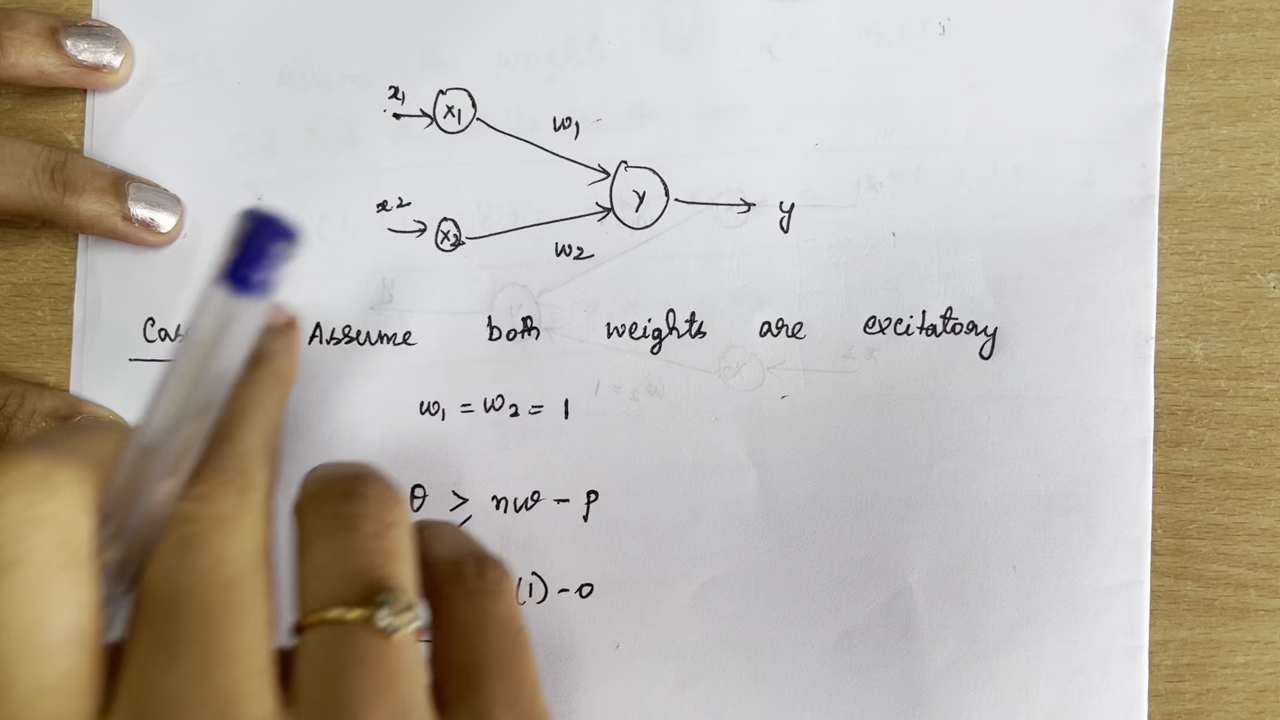 x1
X1
w1
Y
y
x2
X2
w2
Assume both weights are excitatory
w1 = w2 = 1
θ ≥ nw - p
(1) - 0